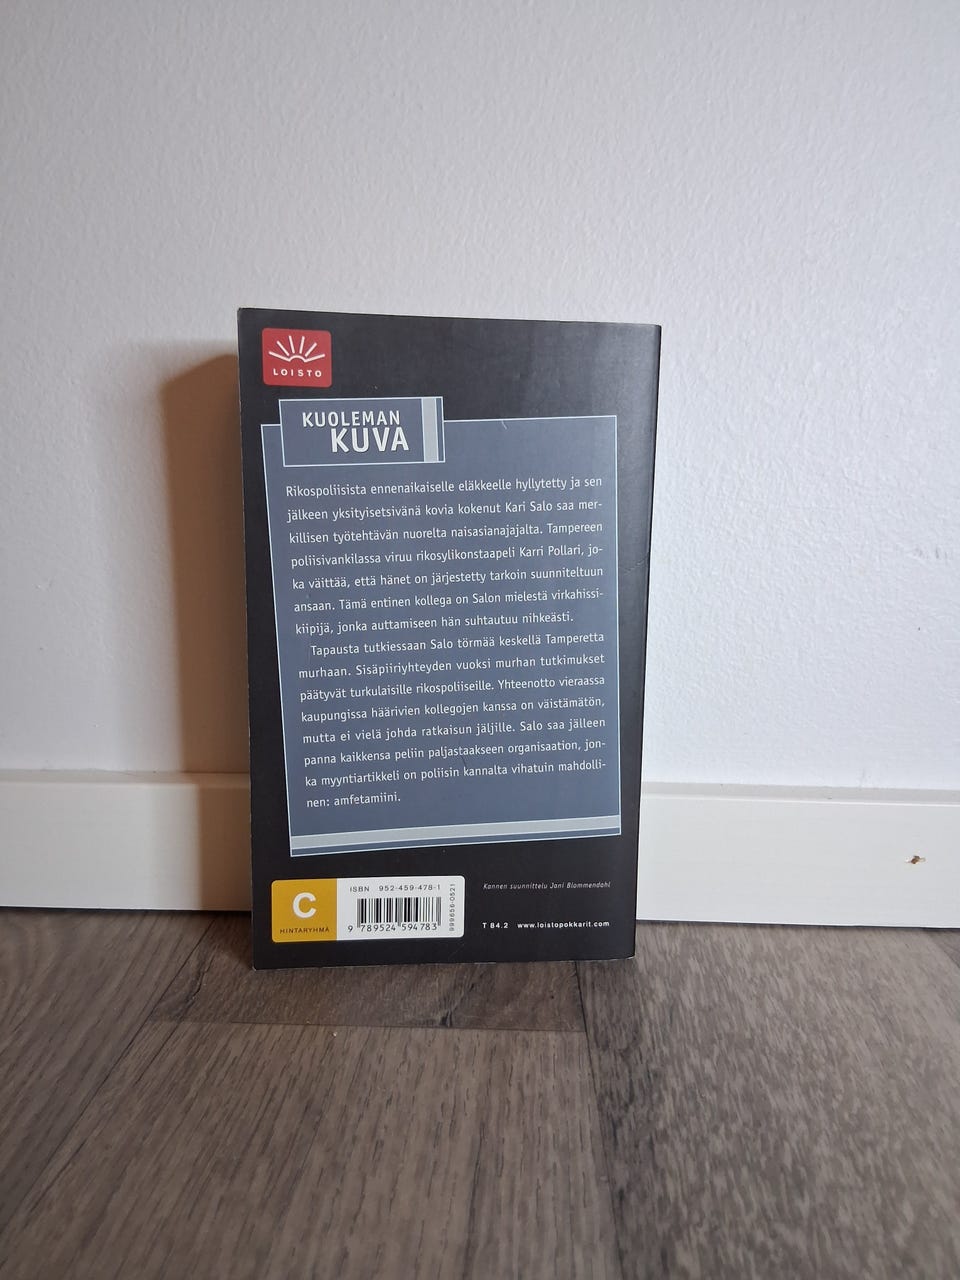 LOISTO
KUOLEMAN
KUVA
Rikospoliisista ennenaikaiselle eläkkeelle hyllytetty ja sen
jälkeen yksityisetsivänä kovia kokenut Kari Salo saa mer-
killisen työtehtävän nuorelta naisasianajajalta. Tampereen
poliisivankilassa viruu rikosylikonstaapeli Karri Pollari, jo-
ka väittää, että hänet on järjestetty tarkoin suunniteltuun
ansaan. Tämä entinen kollega on Salon mielestä virkahissi-
kiipijä, jonka auttamiseen hän suhtautuu nihkeästi.
Tapausta tutkiessaan Salo törmää keskellä Tamperetta
murhaan. Sisäpiiriyhteyden vuoksi murhan tutkimukset
päätyvät turkulaisille rikospoliiseille. Yhteenotto vieraassa
kaupungissa häärivien kollegojen kanssa on väistämätön,
mutta ei vielä johda ratkaisun jäljille. Salo saa jälleen
panna kaikkensa peliin paljastaakseen organisaation, jon-
ka myyntiartikkeli on poliisin kannalta vihatuin mahdolli-
nen: amfetamiini.
C
HINTARYHMÄ
ISBN 952-459-478-1
9 789524 594783
999656-0521
Kannen suunnittelu Jani Blommendahl
T 84.2 www.loistopokkarit.com